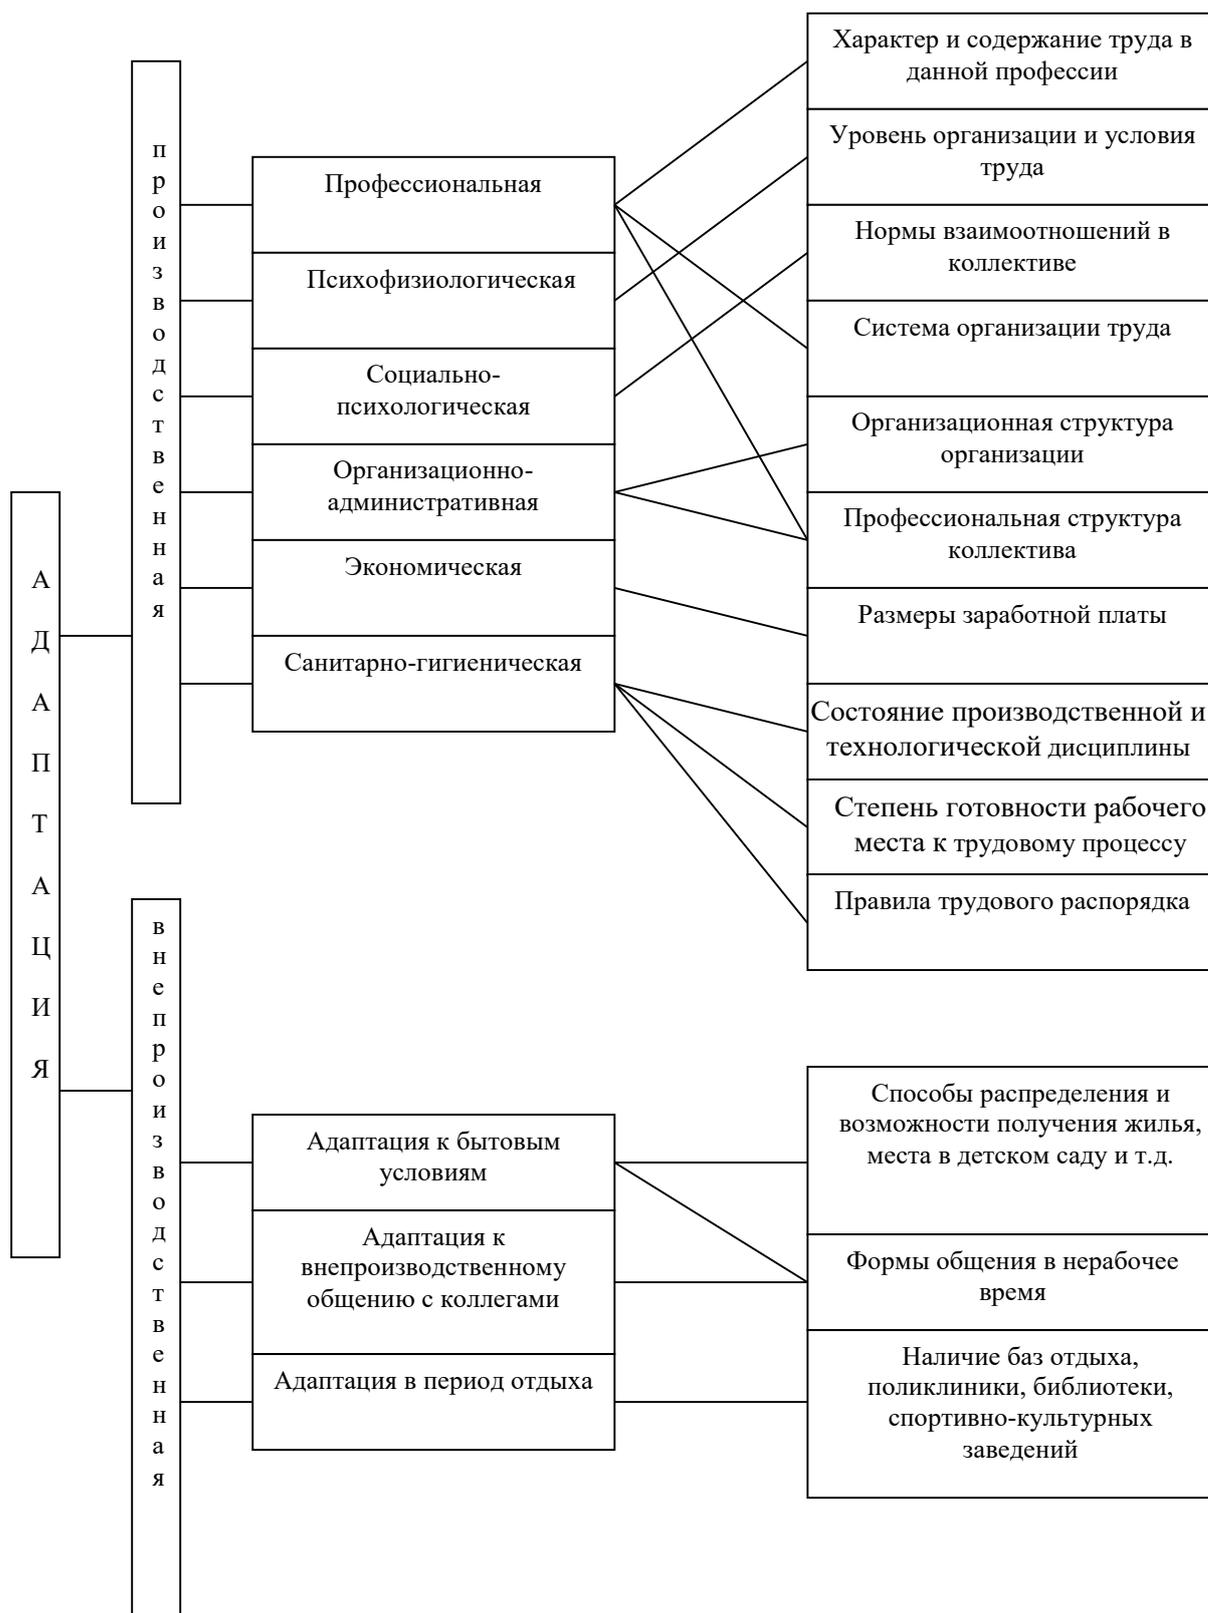 АДАПТАЦИЯ
производственная
Профессиональная
Психофизиологическая
Социально-
психологическая
Организационно-
административная
Экономическая
Санитарно-гигиеническая
Характер и содержание труда в
данной профессии
Уровень организации и условия
труда
Нормы взаимоотношений в
коллективе
Система организации труда
Организационная структура
организации
Профессиональная структура
коллектива
Размеры заработной платы
Состояние производственной и
технологической дисциплины
Степень готовности рабочего
места к трудовому процессу
Правила трудового распорядка
внепроизводственная
Адаптация к бытовым
условиям
Адаптация к
внепроизводственному
общению с коллегами
Адаптация в период отдыха
Способы распределения и
возможности получения жилья,
места в детском саду и т.д.
Формы общения в нерабочее
время
Наличие баз отдыха,
поликлиники, библиотеки,
спортивно-культурных
заведений